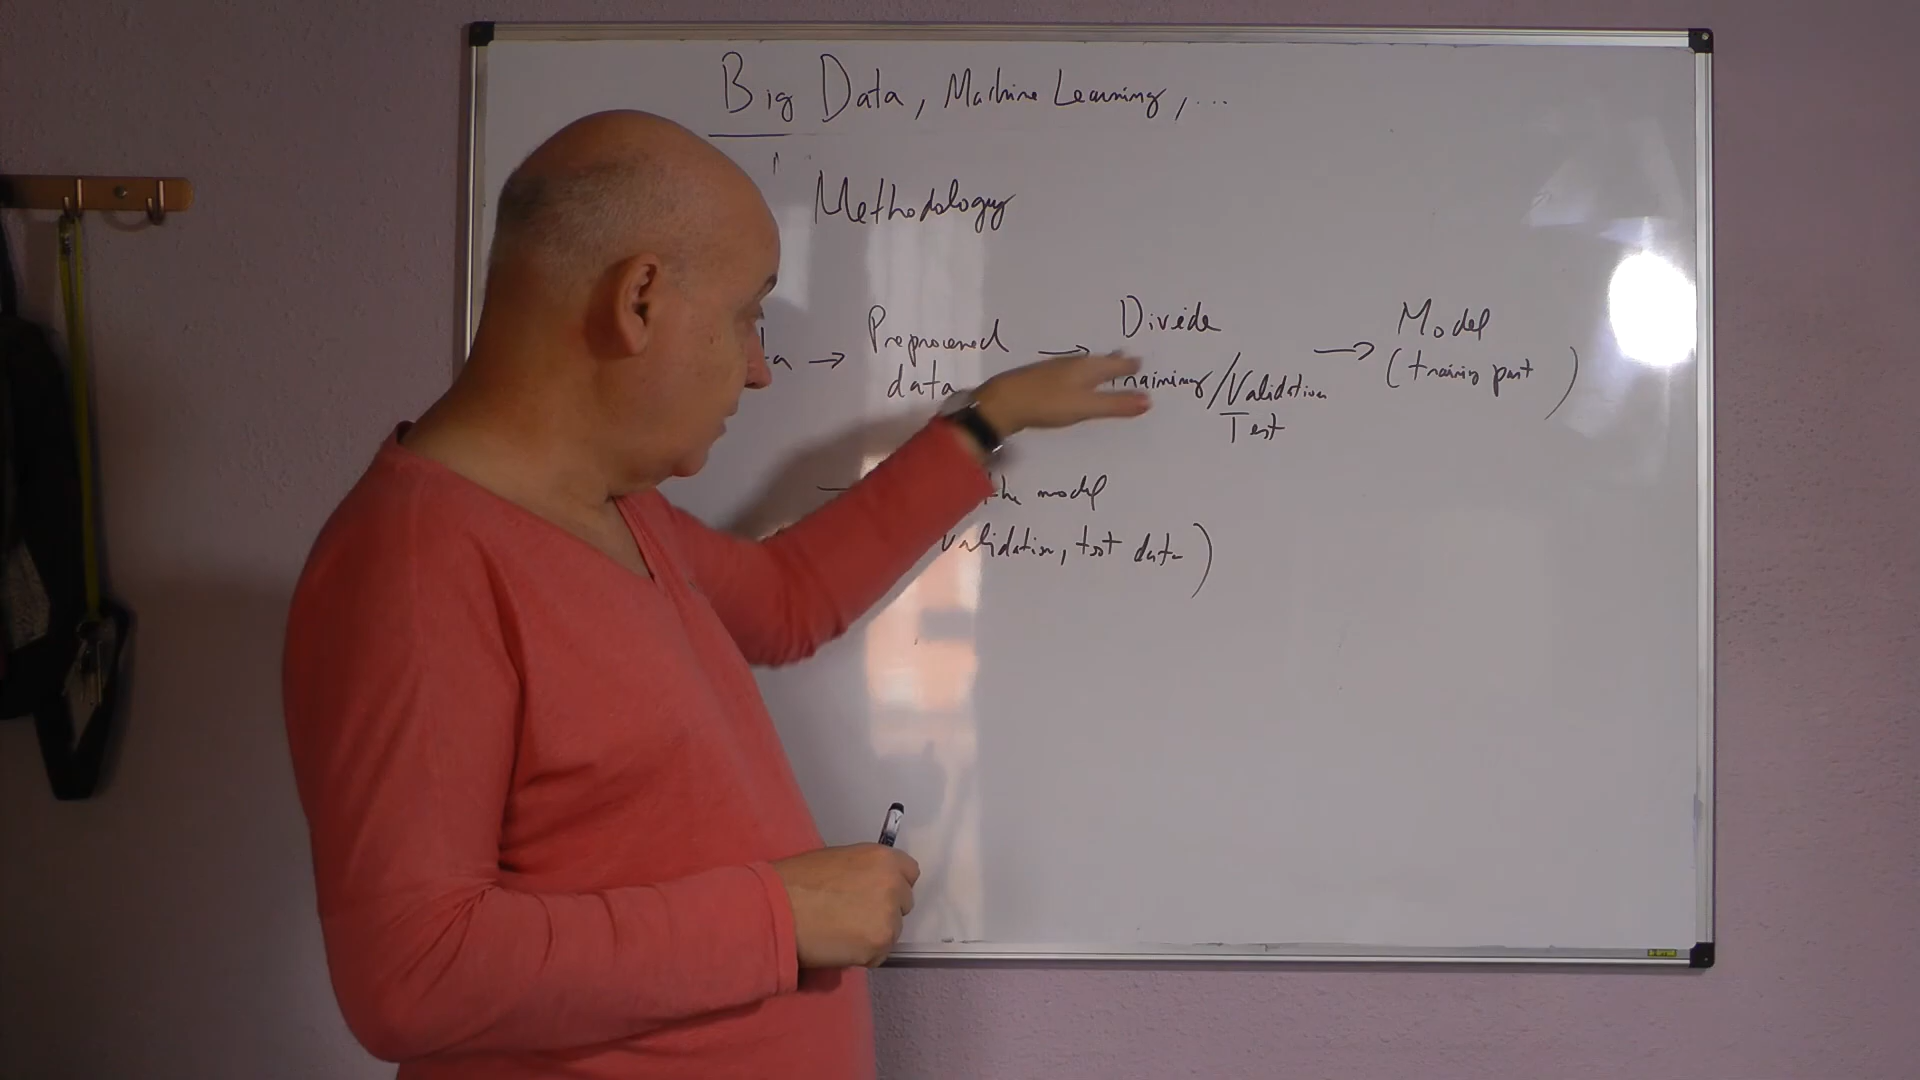 Big Data, Machine Learning, ...
Methodology
ta → Preprocessed data → Divide Training/Validation Test → Model (training part)
the model
validation, test data)